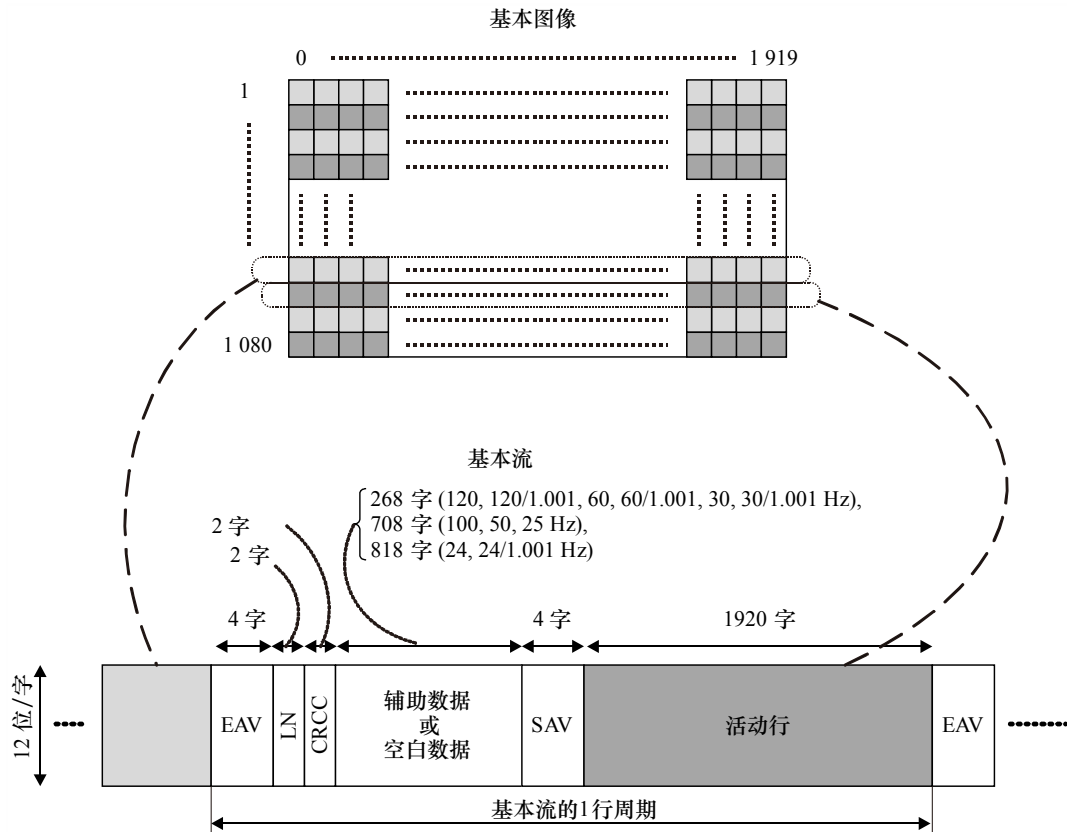 基本图像
0
1 919
1
1 080
基本流
268 字 (120, 120/1.001, 60, 60/1.001, 30, 30/1.001 Hz),
708 字 (100, 50, 25 Hz),
818 字 (24, 24/1.001 Hz)
2 字
2 字
4 字
4 字
1920 字
12 位/字
EAV
LN
CRCC
辅助数据
或
空白数据
SAV
活动行
EAV
基本流的1行周期